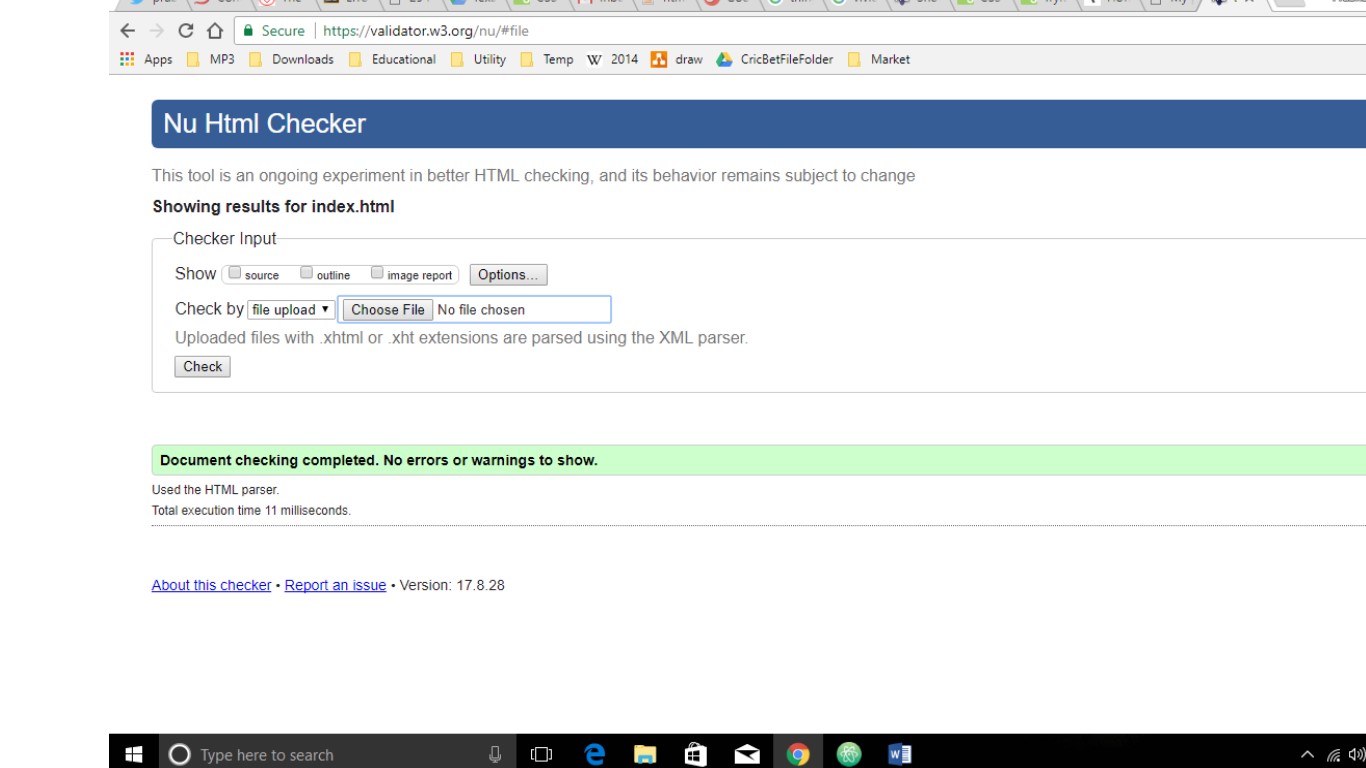 Secure https://validator.w3.org/nu/#file
Apps MP3 Downloads Educational Utility Temp W 2014 draw CricBetFileFolder Market
Nu Html Checker
This tool is an ongoing experiment in better HTML checking, and its behavior remains subject to change
Showing results for index.html
Checker Input
Show source outline image report Options...
Check by file upload Choose File No file chosen
Uploaded files with .xhtml or .xht extensions are parsed using the XML parser.
Check
Document checking completed. No errors or warnings to show.
Used the HTML parser.
Total execution time 11 milliseconds.
About this checker • Report an issue • Version: 17.8.28
Type here to search